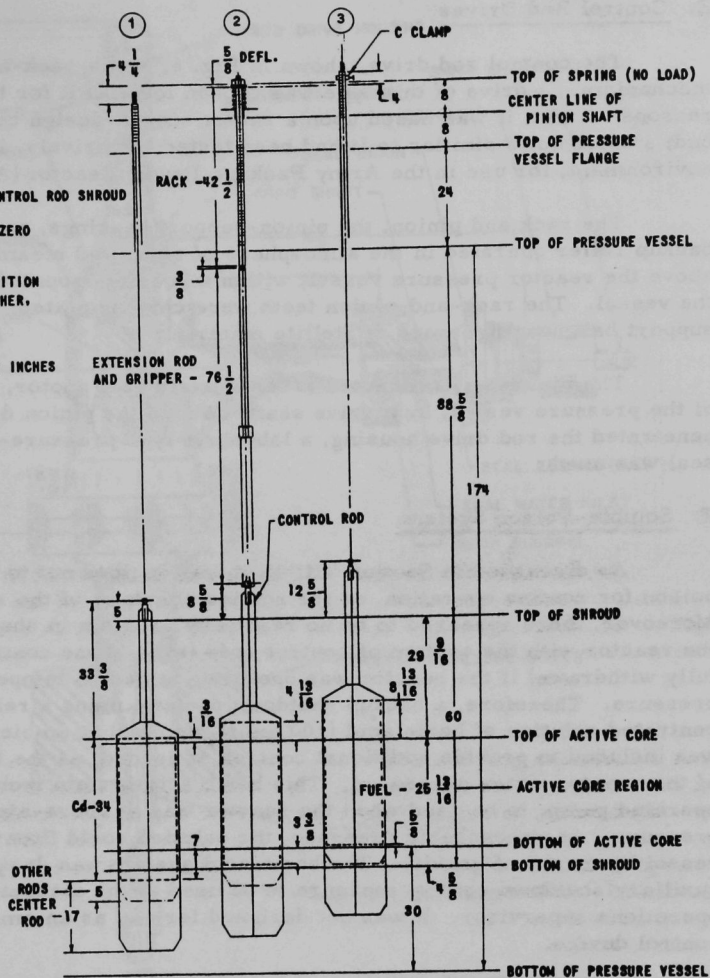 1
2
3
4 1/4
5/8 DEFL.
C CLAMP
4
TOP OF SPRING (NO LOAD)
8
CENTER LINE OF
PINION SHAFT
8
TOP OF PRESSURE
VESSEL FLANGE
NTROL ROD SHROUD
RACK -42 1/2
24
ZERO
TOP OF PRESSURE VESSEL
ITION
HER.
3/8
INCHES
EXTENSION ROD
AND GRIPPER - 76 1/2
88 5/8
174
CONTROL ROD
8 5/8
12 5/8
5
TOP OF SHROUD
33 3/8
29 9/16
4 13/16
8 13/16
1 3/16
60
TOP OF ACTIVE CORE
FUEL - 25 13/16
ACTIVE CORE REGION
Cd-34
3 3/8
5/8
BOTTOM OF ACTIVE CORE
7
BOTTOM OF SHROUD
OTHER
RODS
5
4 5/8
CENTER
ROD -17
30
BOTTOM OF PRESSURE VESSEL